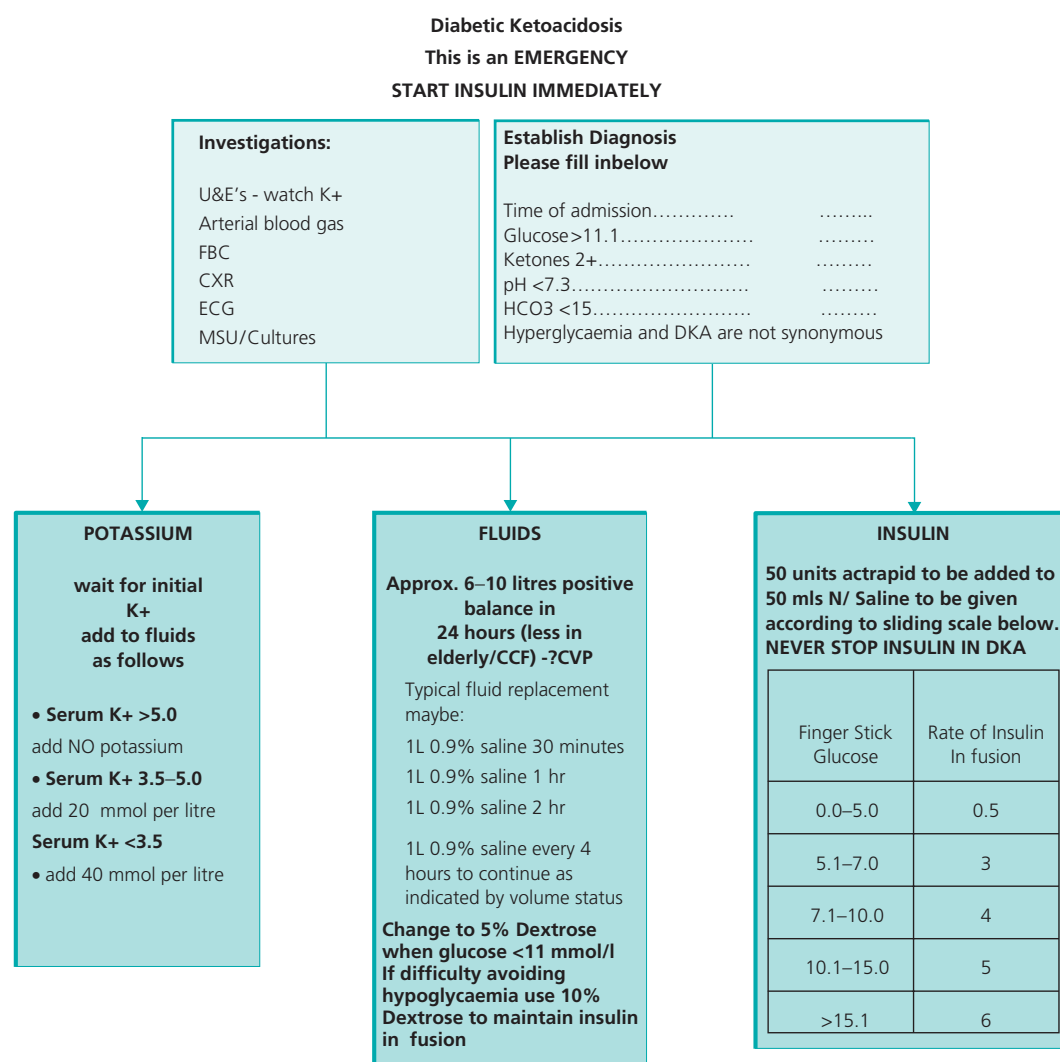 Diabetic Ketoacidosis
This is an EMERGENCY
START INSULIN IMMEDIATELY
Investigations:
U&E's - watch K+
Arterial blood gas
FBC
CXR
ECG
MSU/Cultures
Establish Diagnosis
Please fill inbelow
Time of admission............. .........
Glucose>11.1..................... .........
Ketones 2+........................ .........
pH <7.3............................ .........
HCO3 <15......................... .........
Hyperglycaemia and DKA are not synonymous
POTASSIUM
wait for initial
K+
add to fluids
as follows
• Serum K+ >5.0
add NO potassium
• Serum K+ 3.5–5.0
add 20 mmol per litre
Serum K+ <3.5
• add 40 mmol per litre
FLUIDS
Approx. 6–10 litres positive
balance in
24 hours (less in
elderly/CCF) -?CVP
Typical fluid replacement
maybe:
1L 0.9% saline 30 minutes
1L 0.9% saline 1 hr
1L 0.9% saline 2 hr
1L 0.9% saline every 4
hours to continue as
indicated by volume status
Change to 5% Dextrose
when glucose <11 mmol/l
If difficulty avoiding
hypoglycaemia use 10%
Dextrose to maintain insulin
in fusion
INSULIN
50 units actrapid to be added to
50 mls N/ Saline to be given
according to sliding scale below.
NEVER STOP INSULIN IN DKA
Finger Stick Rate of Insulin
Glucose In fusion
0.0–5.0 0.5
5.1–7.0 3
7.1–10.0 4
10.1–15.0 5
>15.1 6